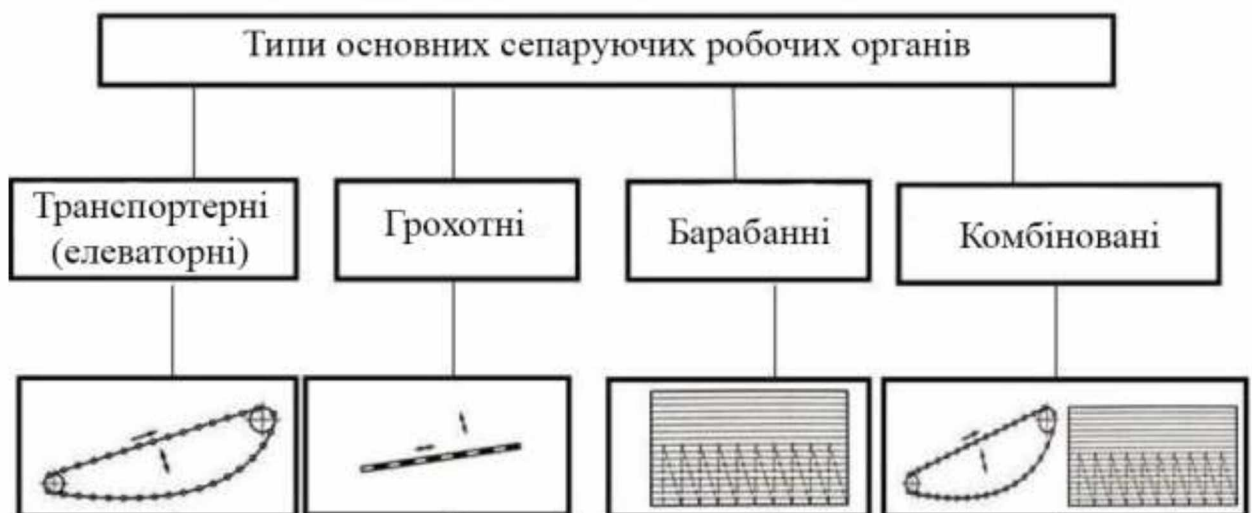 Типи основних сепаруючих робочих органів
Транспортерні
(елеваторні)
Грохотні
Барабанні
Комбіновані